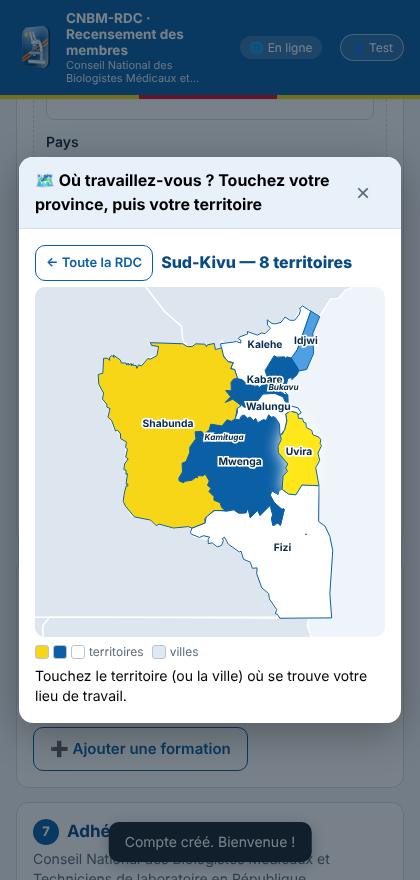 CNBM-RDC ·
Recensement des
membres
Conseil National des
Biologistes Médicaux et...
En ligne
Test
Pays
Où travaillez-vous ? Touchez votre
province, puis votre territoire
✕
← Toute la RDC
Sud-Kivu — 8 territoires
Kalehe
Idjwi
Kabare
Bukavu
Walungu
Shabunda
Kamituga
Mwenga
Uvira
Fizi
territoires
villes
Touchez le territoire (ou la ville) où se trouve votre
lieu de travail.
➕ Ajouter une formation
7
Adhé
Compte créé. Bienvenue !
Conseil National des Biologistes Médicaux et
Techniciens de laboratoire en République